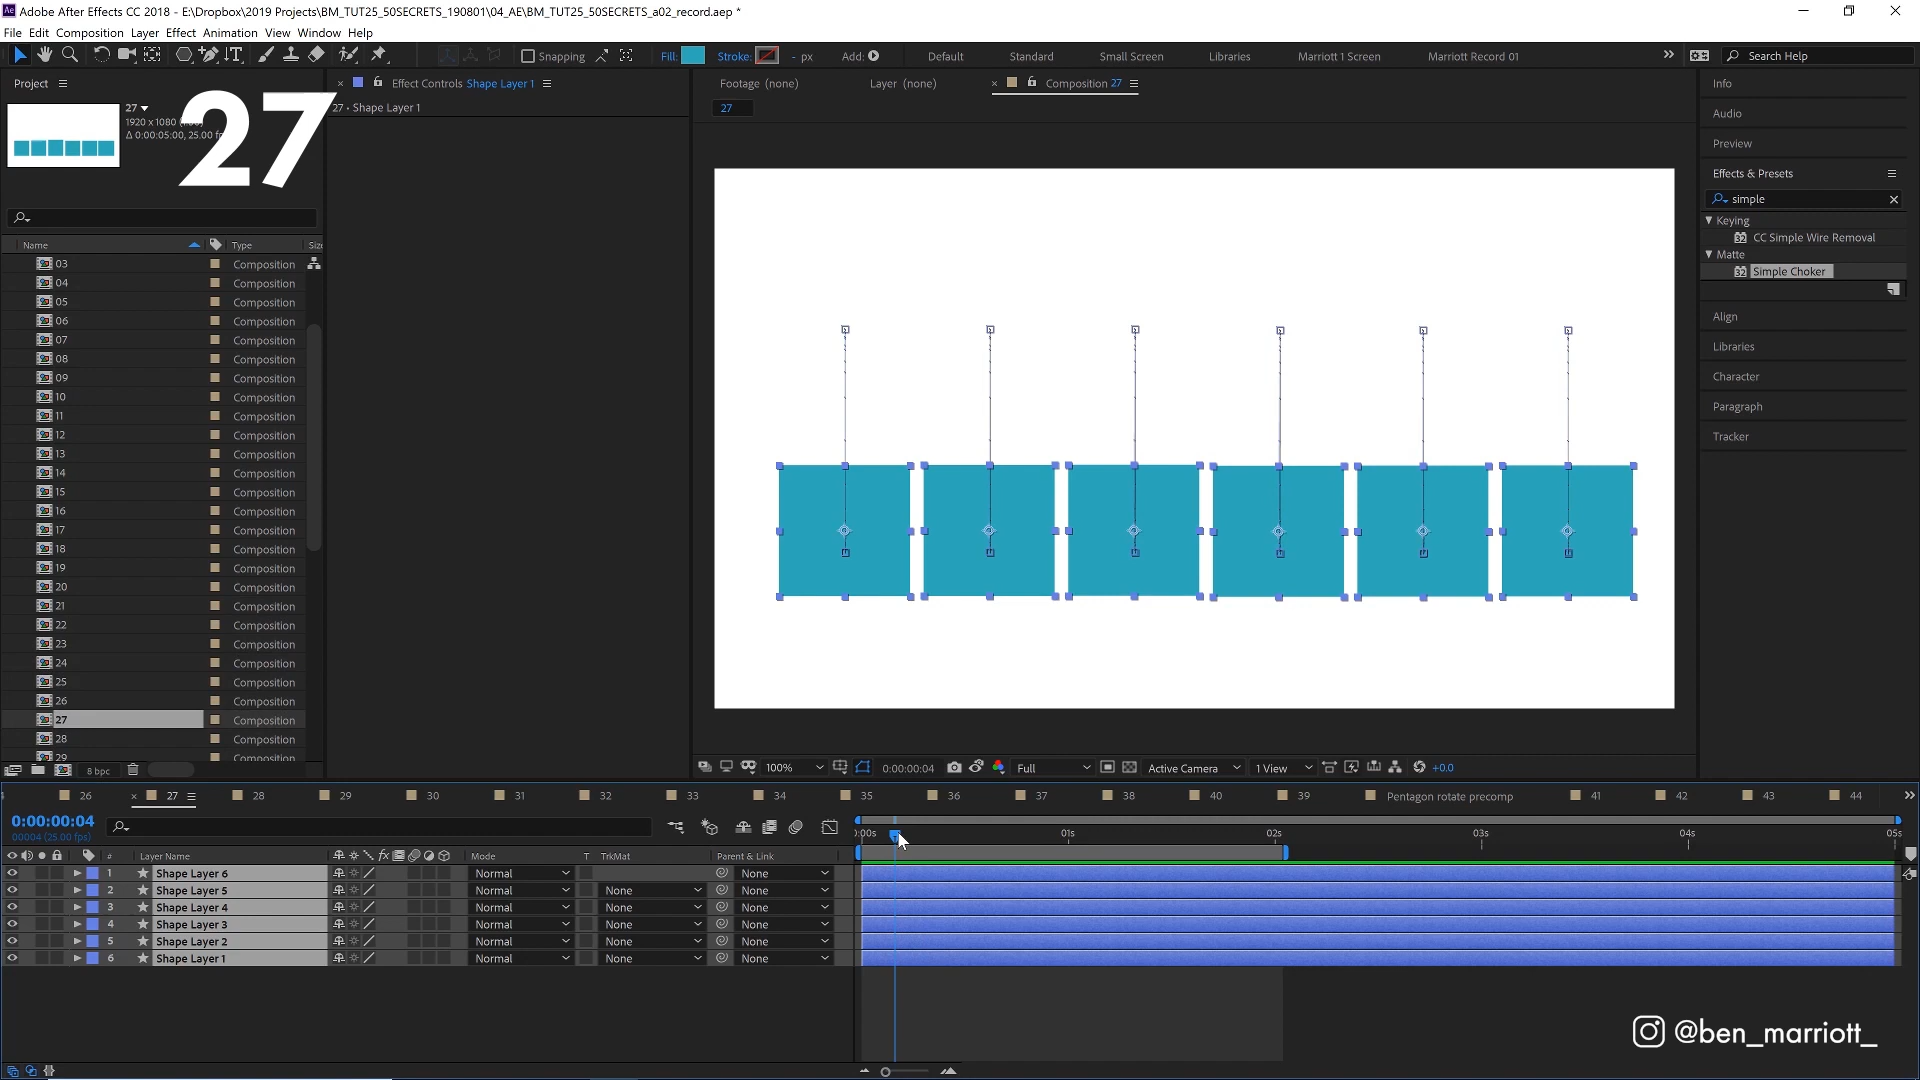 Adobe After Effects CC 2018 - E:\Dropbox\2019 Projects\BM_TUT25_50SECRETS_190801\04_AE\BM_TUT25_50SECRETS_a02_record.aep *
File Edit Composition Layer Effect Animation View Window Help
Snapping Fill: Stroke: - px Add: Default Standard Small Screen Libraries Marriott 1 Screen Marriott Record 01 Search Help
Project Effect Controls Shape Layer 1 Footage (none) Layer (none) Composition 27 Info
27 27 • Shape Layer 1 27
1920 x 1080
Δ 0:00:05:00, 25.00
27
Audio
Preview
Effects & Presets
simple
Keying
CC Simple Wire Removal
Matte
Simple Choker
Align
Libraries
Character
Paragraph
Tracker
Name Type Size
03 Composition
04 Composition
05 Composition
06 Composition
07 Composition
08 Composition
09 Composition
10 Composition
11 Composition
12 Composition
13 Composition
14 Composition
15 Composition
16 Composition
17 Composition
18 Composition
19 Composition
20 Composition
21 Composition
22 Composition
23 Composition
24 Composition
25 Composition
26 Composition
27 Composition
28 Composition
29 Composition
8 bpc 100% 0:00:00:04 Full Active Camera 1 View +0.0
26 27 28 29 30 31 32 33 34 35 36 37 38 40 39 Pentagon rotate precomp 41 42 43 44
0:00:00:04
00004 (25.00 fps)
:00s 01s 02s 03s 04s 05s
# Layer Name Mode T TrkMat Parent & Link
1 Shape Layer 6 Normal None
2 Shape Layer 5 Normal None None
3 Shape Layer 4 Normal None None
4 Shape Layer 3 Normal None None
5 Shape Layer 2 Normal None None
6 Shape Layer 1 Normal None None
@ben_marriott_